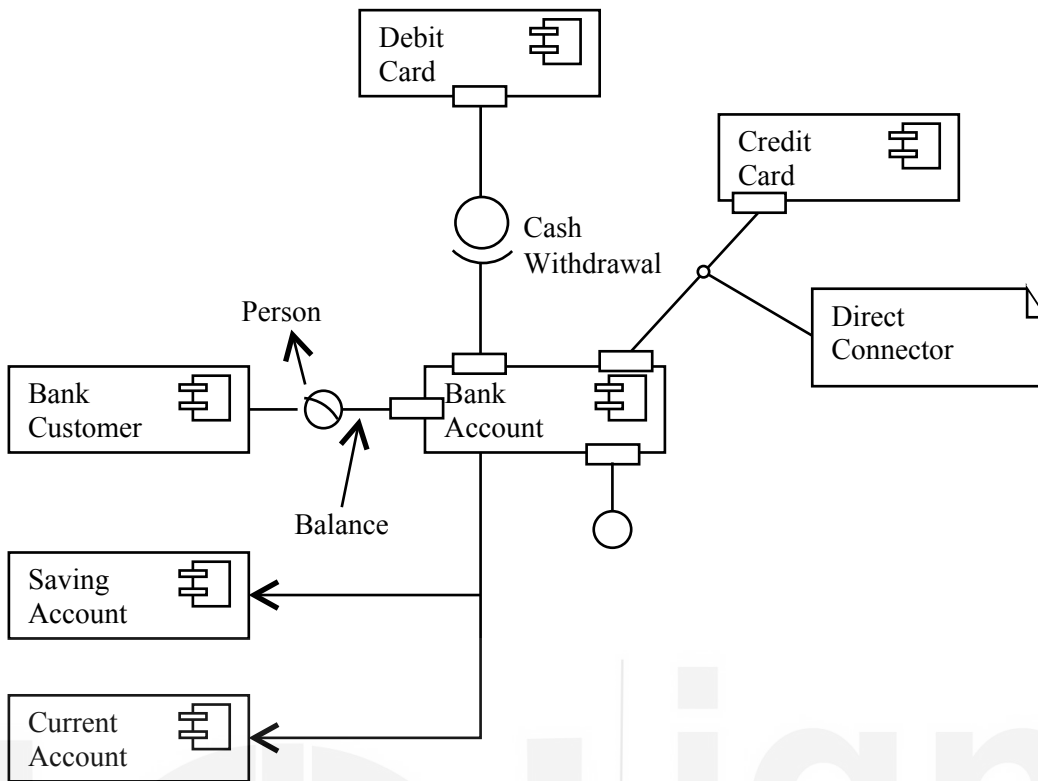 Debit
Card
Credit
Card
Cash
Withdrawal
Person
Direct
Connector
Bank
Customer
Bank
Account
Balance
Saving
Account
Current
Account